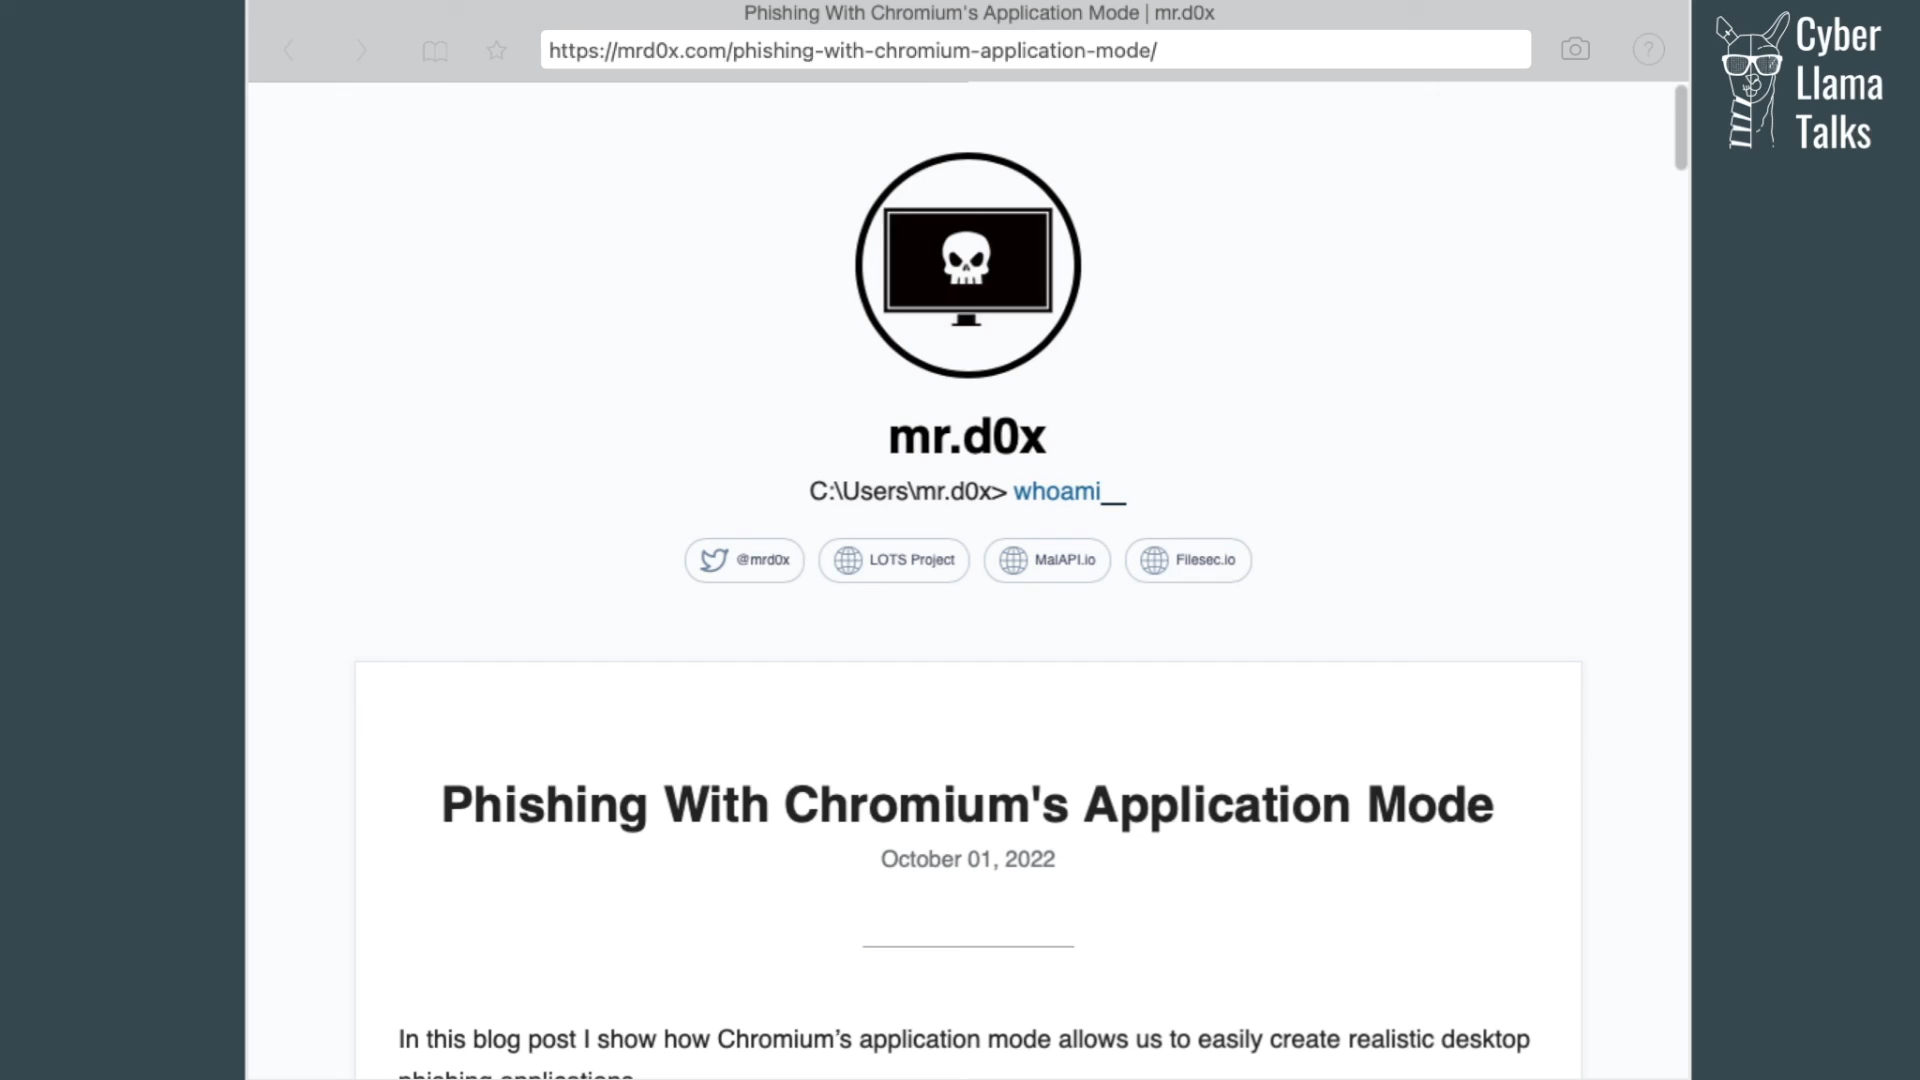 Phishing With Chromium's Application Mode | mr.d0x
https://mrd0x.com/phishing-with-chromium-application-mode/
?
Cyber
Llama
Talks
mr.d0x
C:\Users\mr.d0x> whoami__
@mrd0x LOTS Project MalAPI.io Filesec.io
Phishing With Chromium's Application Mode
October 01, 2022
In this blog post I show how Chromium’s application mode allows us to easily create realistic desktop
phishing applications.